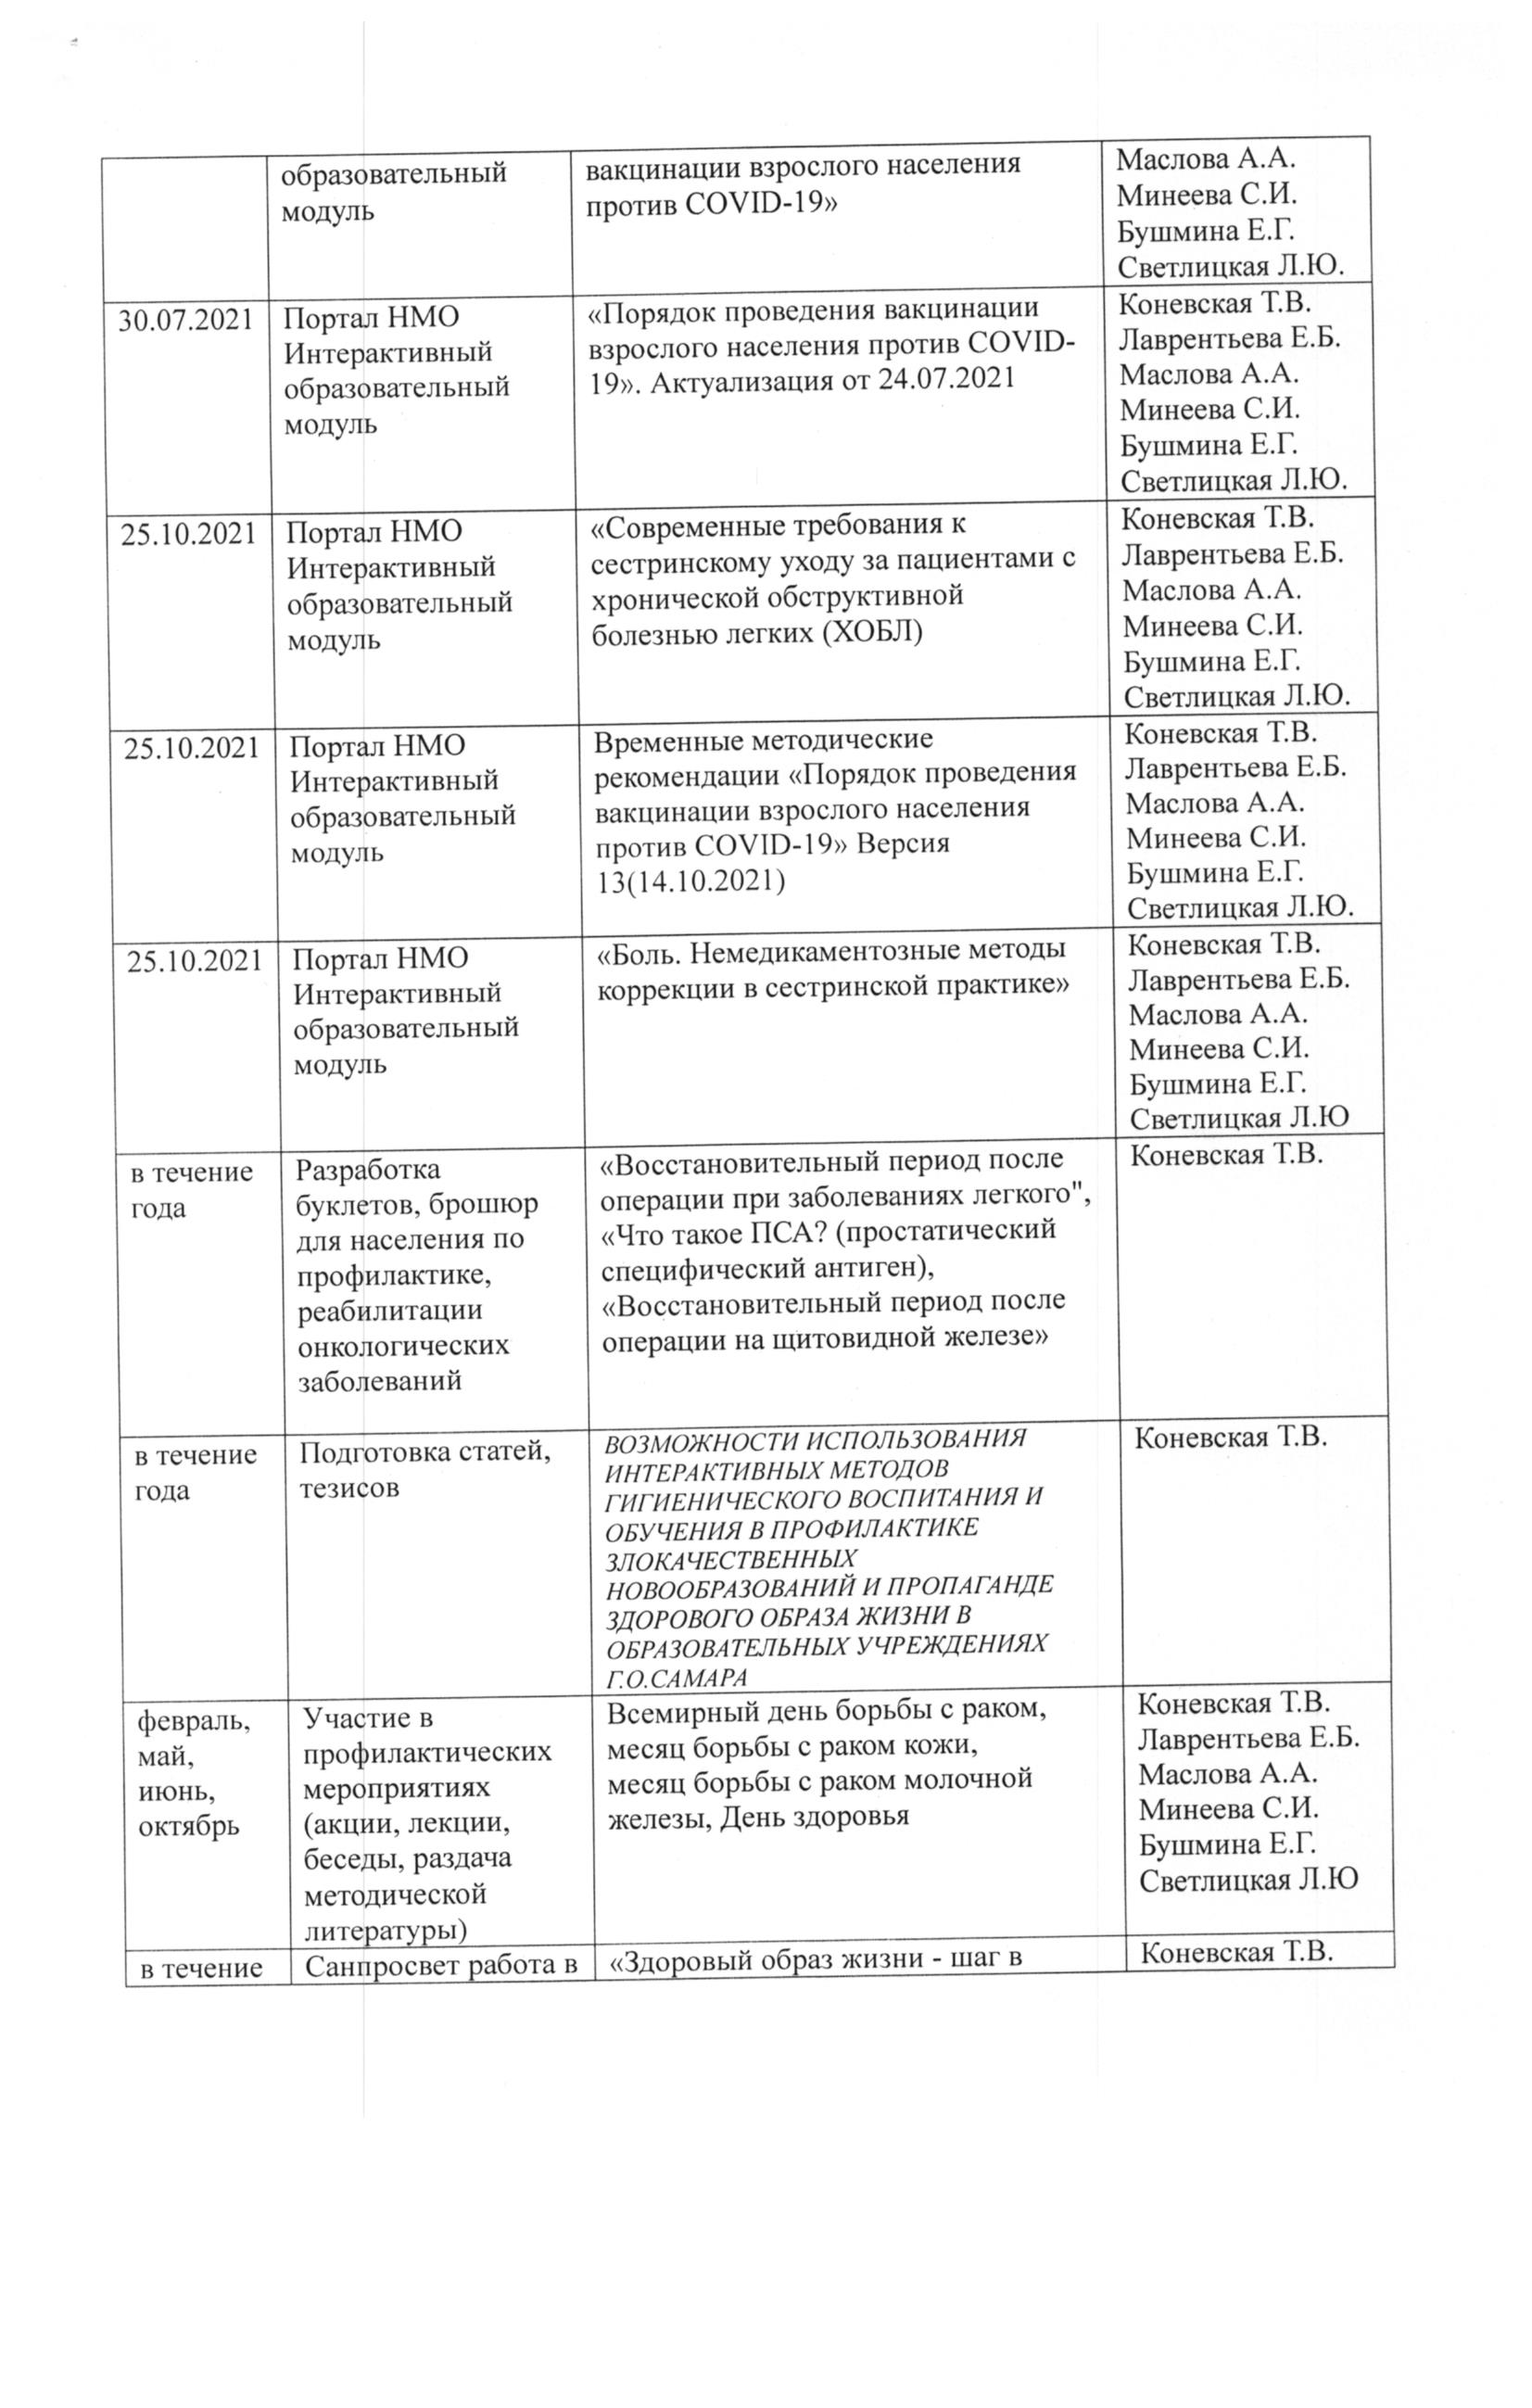 образовательный
модуль
вакцинации взрослого населения
против COVID-19»
Маслова А.А.
Минеева С.И.
Бушмина Е.Г.
Светлицкая Л.Ю.
30.07.2021
Портал НМО
Интерактивный
образовательный
модуль
«Порядок проведения вакцинации
взрослого населения против COVID-
19». Актуализация от 24.07.2021
Коневская Т.В.
Лаврентьева Е.Б.
Маслова А.А.
Минеева С.И.
Бушмина Е.Г.
Светлицкая Л.Ю.
25.10.2021
Портал НМО
Интерактивный
образовательный
модуль
«Современные требования к
сестринскому уходу за пациентами с
хронической обструктивной
болезнью легких (ХОБЛ)
Коневская Т.В.
Лаврентьева Е.Б.
Маслова А.А.
Минеева С.И.
Бушмина Е.Г.
Светлицкая Л.Ю.
25.10.2021
Портал НМО
Интерактивный
образовательный
модуль
Временные методические
рекомендации «Порядок проведения
вакцинации взрослого населения
против COVID-19» Версия
13(14.10.2021)
Коневская Т.В.
Лаврентьева Е.Б.
Маслова А.А.
Минеева С.И.
Бушмина Е.Г.
Светлицкая Л.Ю.
25.10.2021
Портал НМО
Интерактивный
образовательный
модуль
«Боль. Немедикаментозные методы
коррекции в сестринской практике»
Коневская Т.В.
Лаврентьева Е.Б.
Маслова А.А.
Минеева С.И.
Бушмина Е.Г.
Светлицкая Л.Ю
в течение
года
Разработка
буклетов, брошюр
для населения по
профилактике,
реабилитации
онкологических
заболеваний
«Восстановительный период после
операции при заболеваниях легкого",
«Что такое ПСА? (простатический
специфический антиген),
«Восстановительный период после
операции на щитовидной железе»
Коневская Т.В.
в течение
года
Подготовка статей,
тезисов
ВОЗМОЖНОСТИ ИСПОЛЬЗОВАНИЯ
ИНТЕРАКТИВНЫХ МЕТОДОВ
ГИГИЕНИЧЕСКОГО ВОСПИТАНИЯ И
ОБУЧЕНИЯ В ПРОФИЛАКТИКЕ
ЗЛОКАЧЕСТВЕННЫХ
НОВООБРАЗОВАНИЙ И ПРОПАГАНДЕ
ЗДОРОВОГО ОБРАЗА ЖИЗНИ В
ОБРАЗОВАТЕЛЬНЫХ УЧРЕЖДЕНИЯХ
Г.О.САМАРА
Коневская Т.В.
февраль,
май,
июнь,
октябрь
Участие в
профилактических
мероприятиях
(акции, лекции,
беседы, раздача
методической
литературы)
Всемирный день борьбы с раком,
месяц борьбы с раком кожи,
месяц борьбы с раком молочной
железы, День здоровья
Коневская Т.В.
Лаврентьева Е.Б.
Маслова А.А.
Минеева С.И.
Бушмина Е.Г.
Светлицкая Л.Ю
в течение
Санпросвет работа в
«Здоровый образ жизни - шаг в
Коневская Т.В.